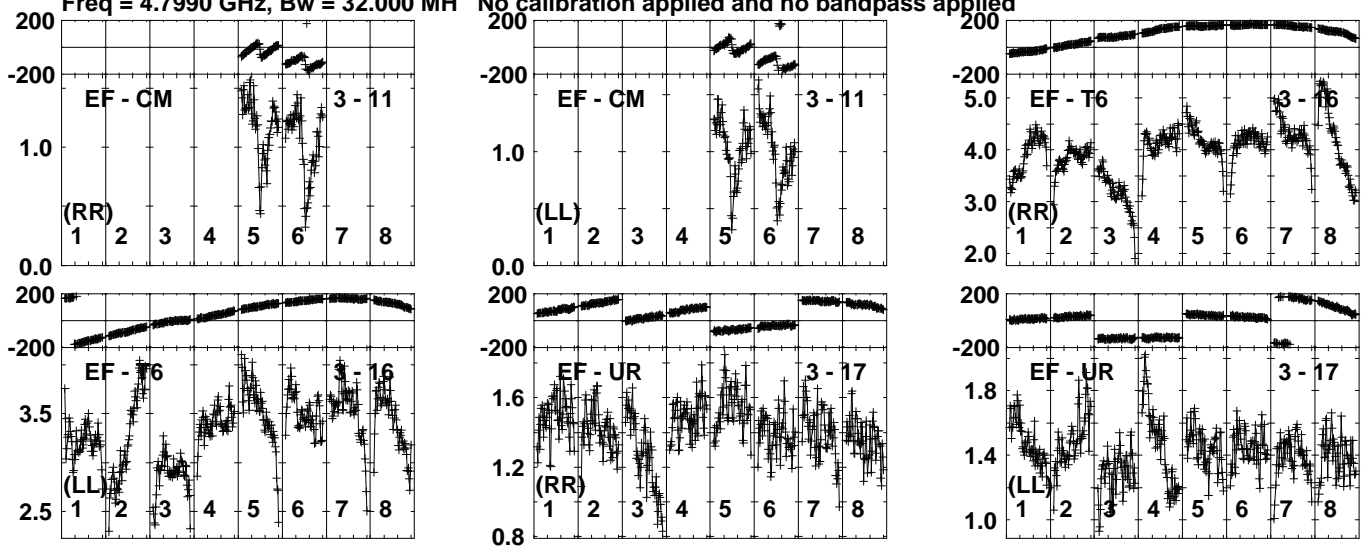 Freq = 4.7990 GHz, Bw = 32.000 MH No calibration applied and no bandpass applied
200
-200
EF - CM 3 - 11
1.0
(RR)
1 2 3 4 5 6 7 8
0.0
200
-200
EF - CM 3 - 11
1.0
(LL)
1 2 3 4 5 6 7 8
0.0
200
-200
5.0
EF - T6 3 - 16
4.0
3.0
(RR)
1 2 3 4 5 6 7 8
2.0
200
-200
EF - T6 3 - 16
3.5
(LL)
1 2 3 4 5 6 7 8
2.5
200
-200
EF - UR 3 - 17
1.6
1.2
(RR)
1 2 3 4 5 6 7 8
0.8
200
-200
EF - UR 3 - 17
1.8
1.4
(LL)
1 2 3 4 5 6 7 8
1.0